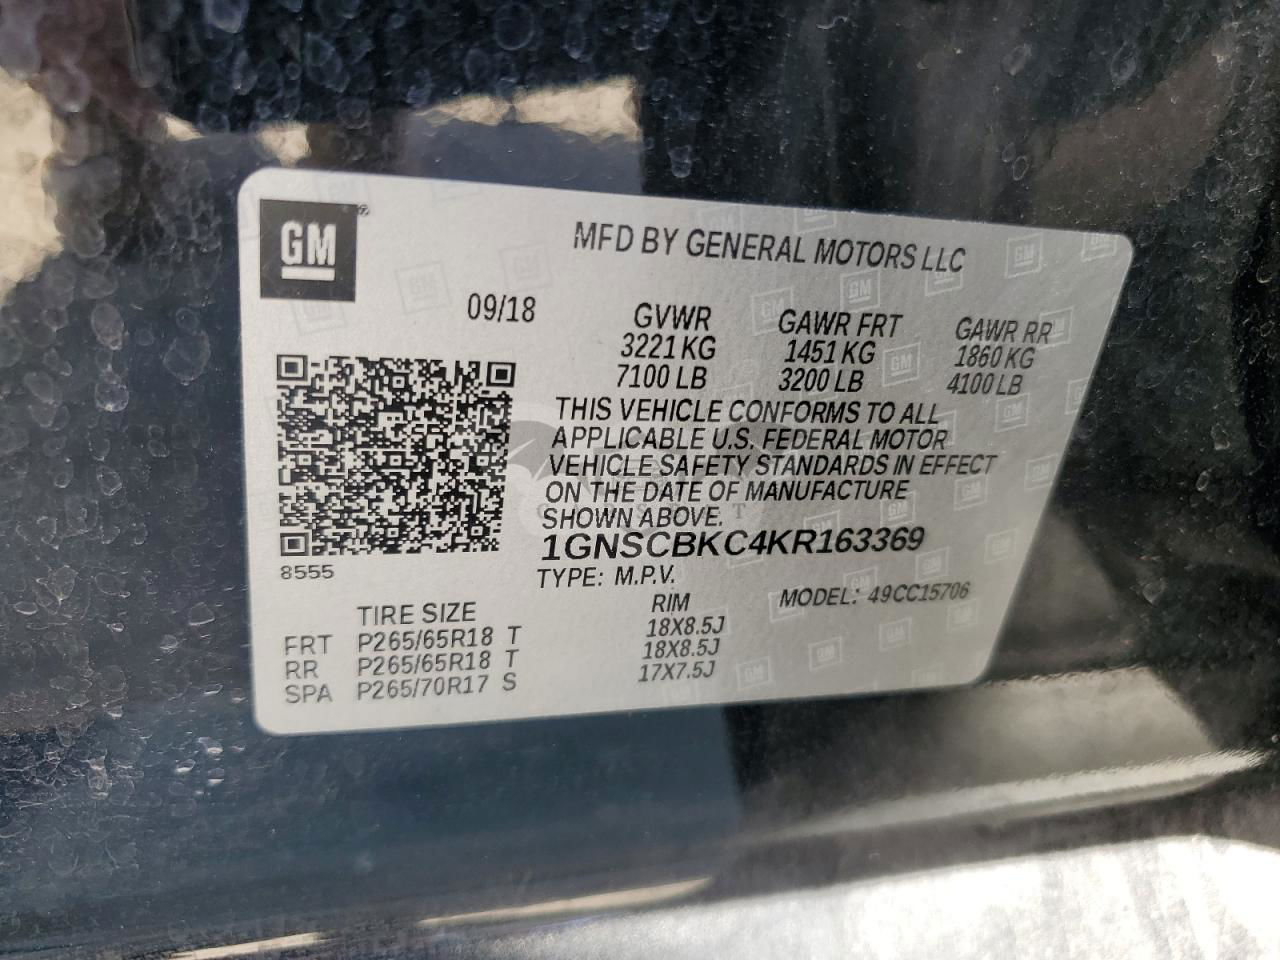 GM
MFD BY GENERAL MOTORS LLC
09/18 GVWR GAWR FRT GAWR RR
3221 KG 1451 KG 1860 KG
7100 LB 3200 LB 4100 LB
THIS VEHICLE CONFORMS TO ALL
APPLICABLE U.S. FEDERAL MOTOR
VEHICLE SAFETY STANDARDS IN EFFECT
ON THE DATE OF MANUFACTURE
SHOWN ABOVE.
1GNSCBKC4KR163369
8555
TYPE: M.P.V. MODEL: 49CC15706
TIRE SIZE RIM
FRT P265/65R18 T 18X8.5J
RR P265/65R18 T 18X8.5J
SPA P265/70R17 S 17X7.5J